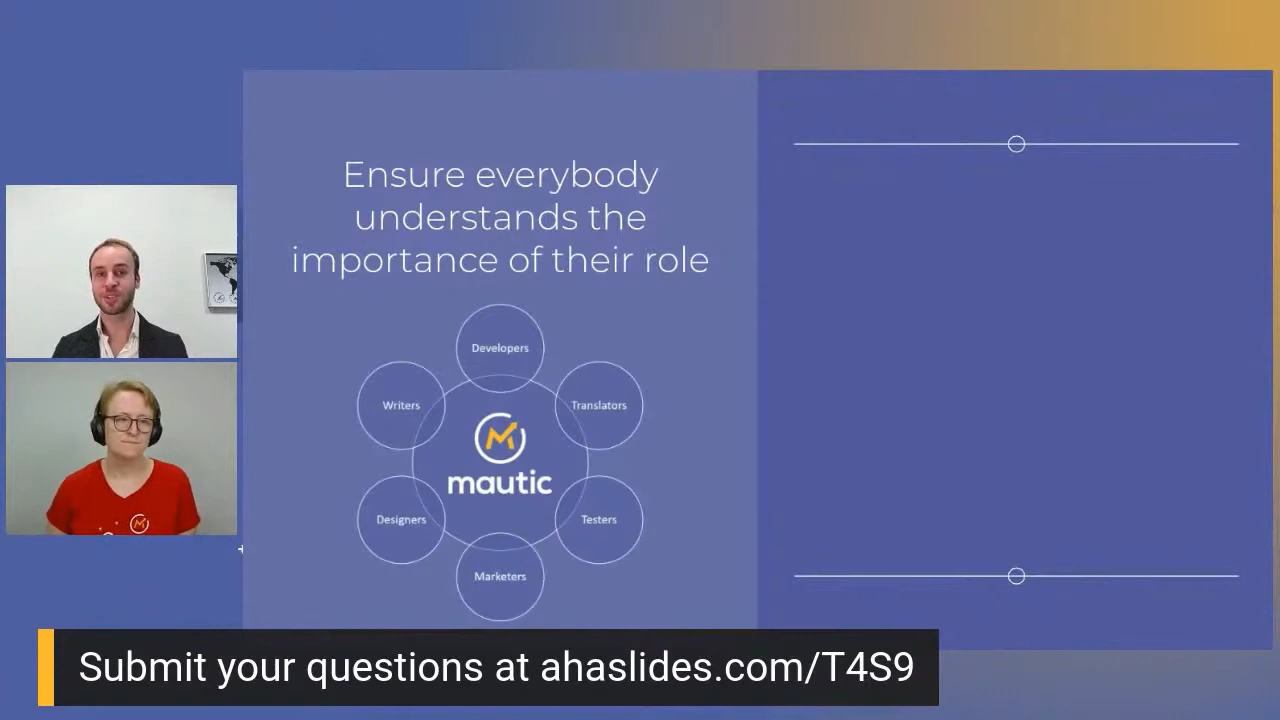 Ensure everybody
understands the
importance of their role
Developers
Writers
Translators
mautic
Designers
Testers
Marketers
Submit your questions at ahaslides.com/T4S9